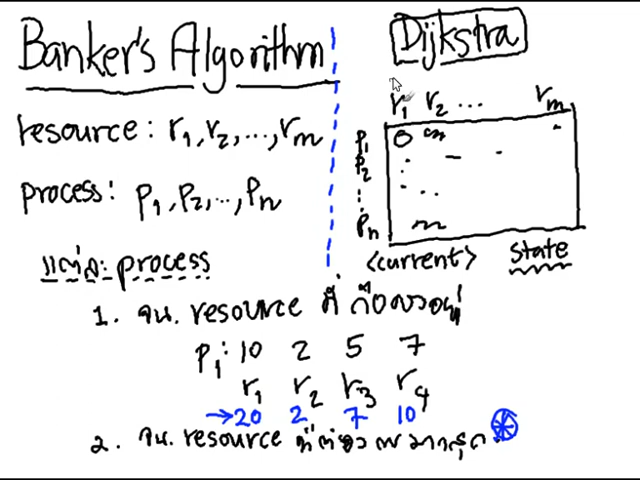 Banker's Algorithm
resource: r1, r2, ..., rm
process: p1, p2, ..., pn
แต่ละ process
1. จน. resource ที่ถือครองอยู่
p1: 10 2 5 7
r1 r2 r3 r4
→20 2 7 10
2. จน. resource ที่ต้องการมากสุด
Dijkstra
r1 r2 ... rm
p1 0
p2
:
pn
<current> state